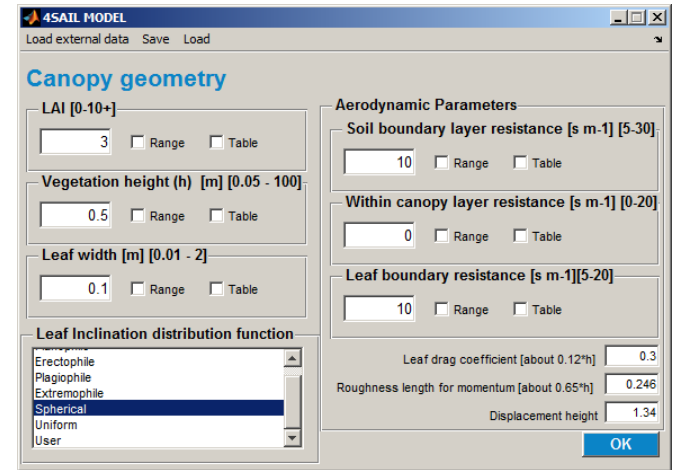 4SAIL MODEL
Load external data Save Load
Canopy geometry
LAI [0-10+]
3 Range Table
Vegetation height (h) [m] [0.05 - 100]
0.5 Range Table
Leaf width [m] [0.01 - 2]
0.1 Range Table
Leaf Inclination distribution function
Erectophile
Plagiophile
Extremophile
Spherical
Uniform
User
Aerodynamic Parameters
Soil boundary layer resistance [s m-1] [5-30]
10 Range Table
Within canopy layer resistance [s m-1] [0-20]
0 Range Table
Leaf boundary resistance [s m-1][5-20]
10 Range Table
Leaf drag coefficient [about 0.12*h] 0.3
Roughness length for momentum [about 0.65*h] 0.246
Displacement height 1.34
OK